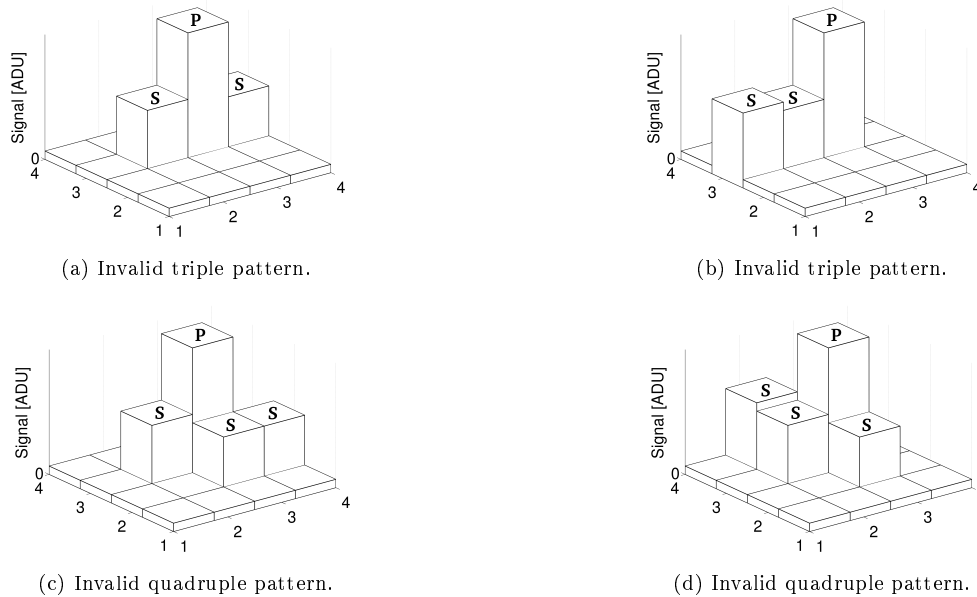 P
S
S
Signal [ADU]
0
4
3
2
1
1
2
3
4
(a) Invalid triple pattern.
P
S
S
Signal [ADU]
0
4
3
2
1
1
2
3
4
(b) Invalid triple pattern.
P
S
S
S
Signal [ADU]
0
4
3
2
1
1
2
3
4
(c) Invalid quadruple pattern.
P
S
S
S
Signal [ADU]
0
4
3
2
1
1
2
3
(d) Invalid quadruple pattern.